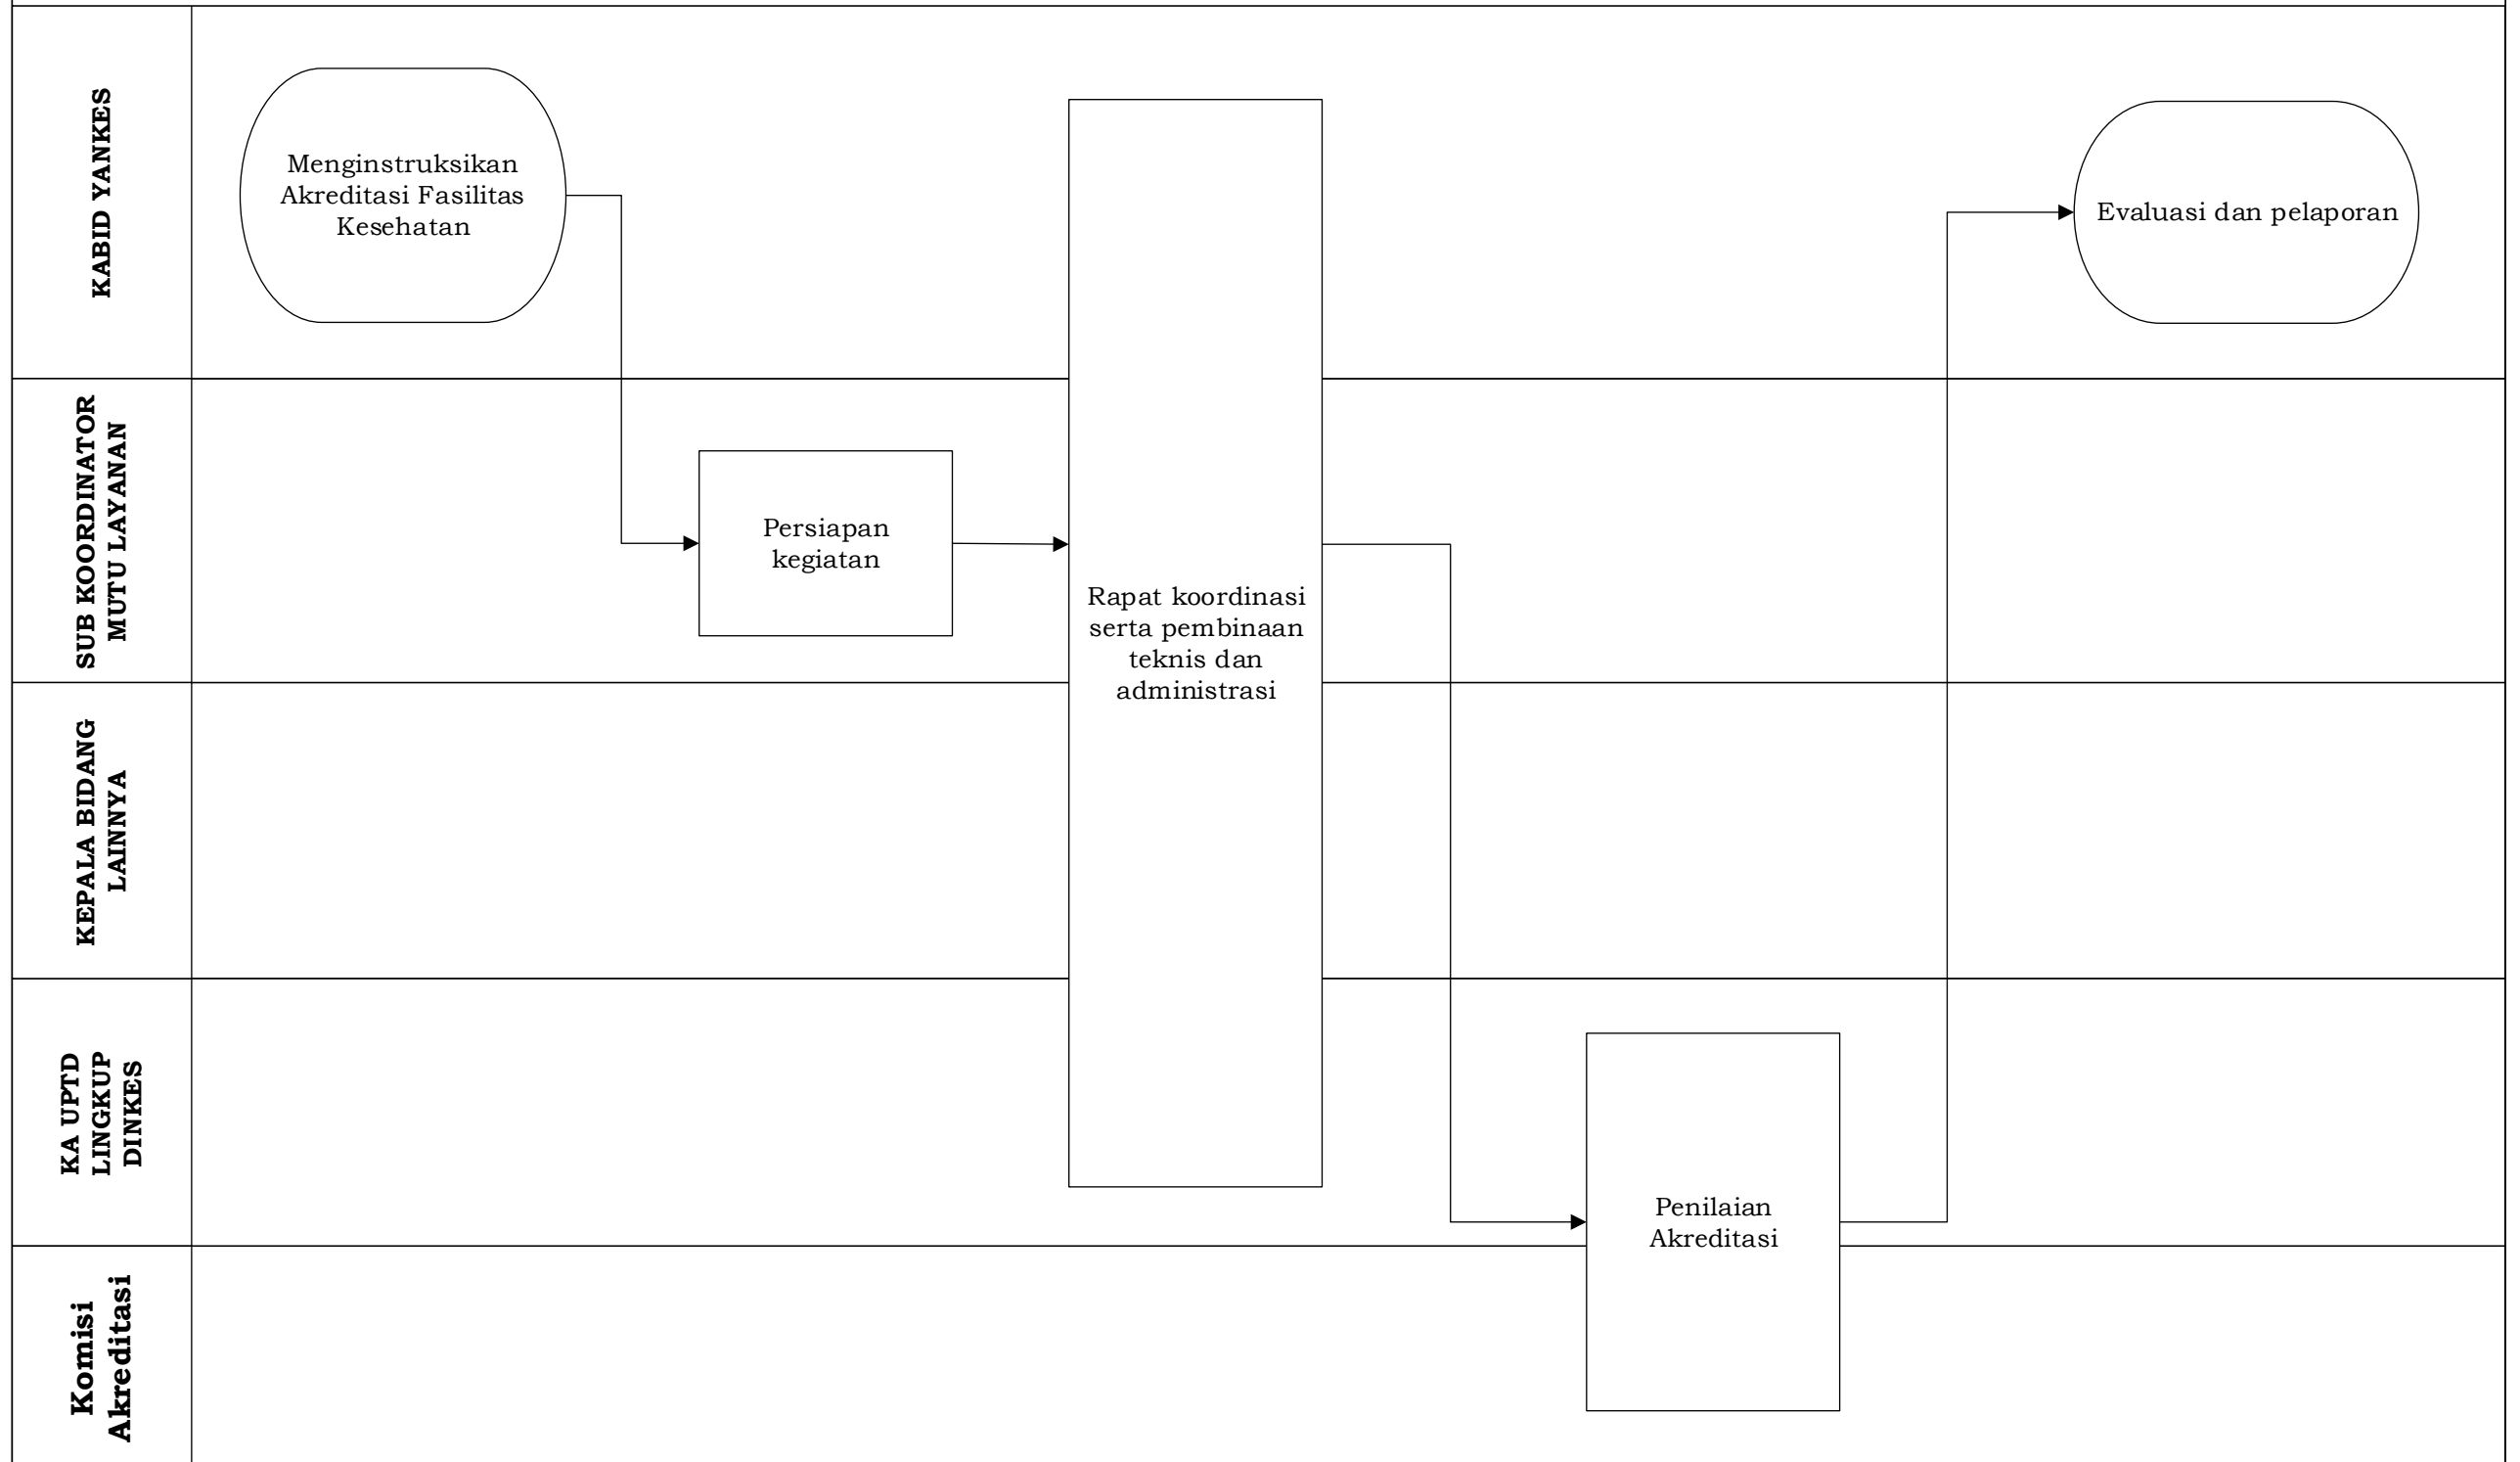 KABID YANKES
Menginstruksikan
Akreditasi Fasilitas
Kesehatan
Evaluasi dan pelaporan
SUB KOORDINATOR
MUTU LAYANAN
Persiapan
kegiatan
Rapat koordinasi
serta pembinaan
teknis dan
administrasi
KEPALA BIDANG
LAINNYA
KA UPTD
LINGKUP
DINKES
Penilaian
Akreditasi
Komisi
Akreditasi